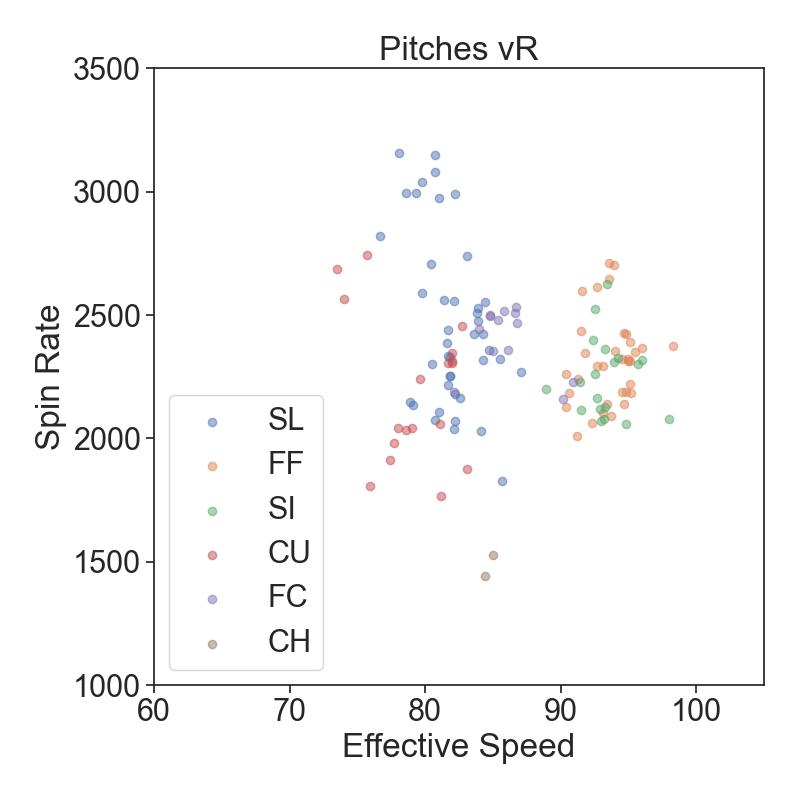 Pitches vR
3500
3000
2500
2000
1500
1000
Spin Rate
SL
FF
SI
CU
FC
CH
60 70 80 90 100
Effective Speed